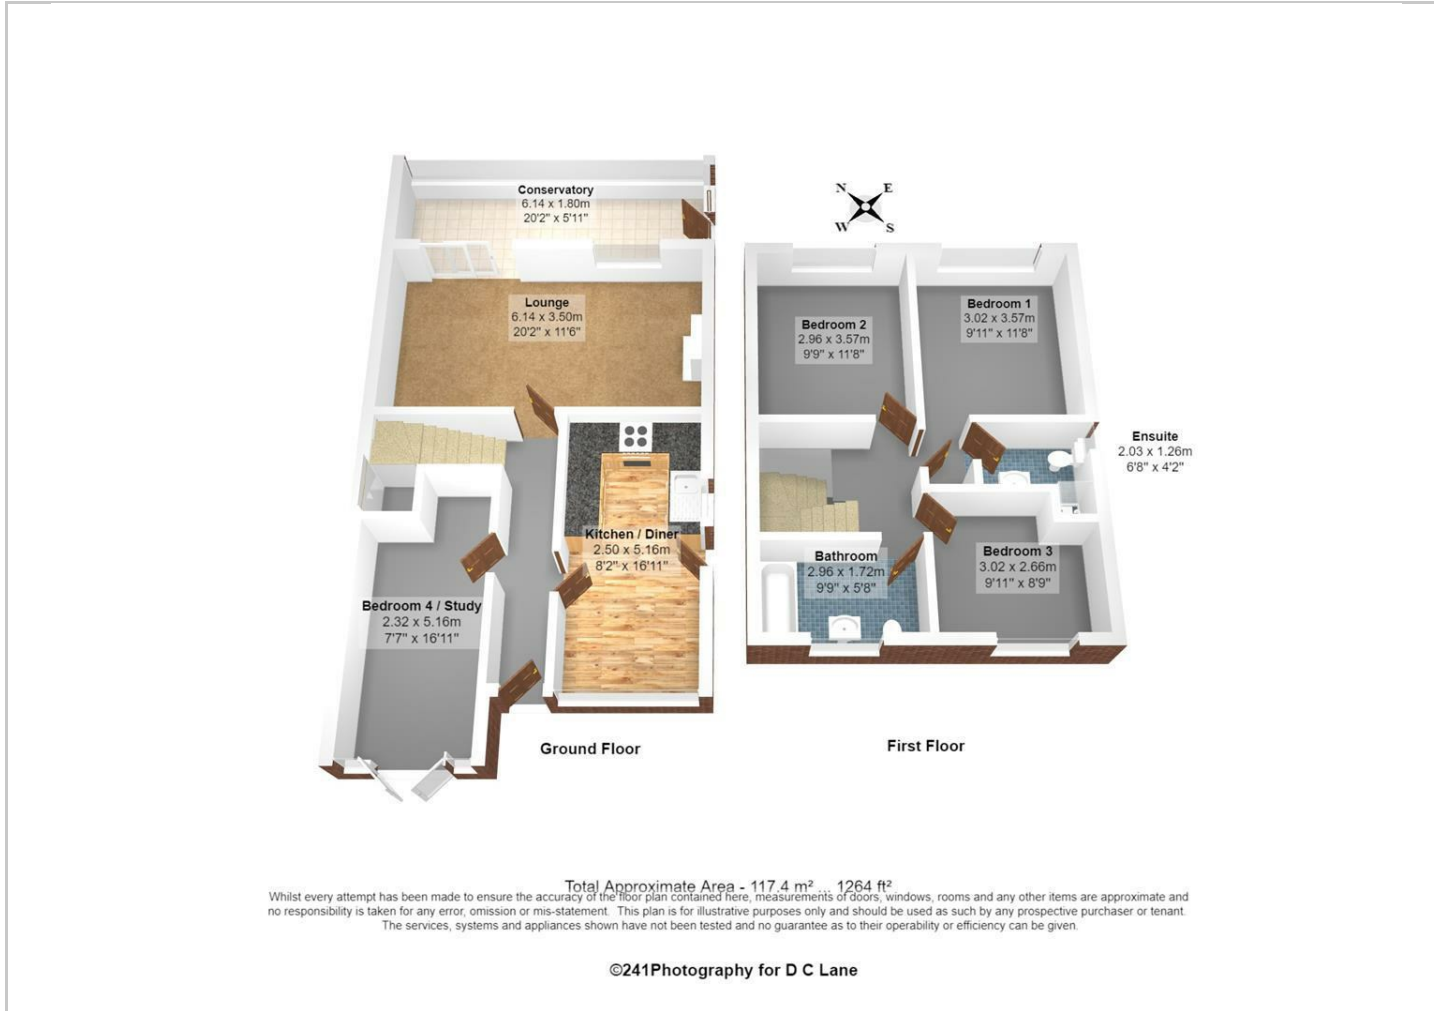 Conservatory
6.14 x 1.80m
20'2" x 5'11"
Lounge
6.14 x 3.50m
20'2" x 11'6"
Kitchen / Diner
2.50 x 5.16m
8'2" x 16'11"
Bedroom 4 / Study
2.32 x 5.16m
7'7" x 16'11"
Ground Floor
N E
W S
Bedroom 2
2.96 x 3.57m
9'9" x 11'8"
Bedroom 1
3.02 x 3.57m
9'11" x 11'8"
Ensuite
2.03 x 1.26m
6'8" x 4'2"
Bathroom
2.96 x 1.72m
9'9" x 5'8"
Bedroom 3
3.02 x 2.66m
9'11" x 8'9"
First Floor
Total Approximate Area - 117.4 m² ... 1264 ft²
Whilst every attempt has been made to ensure the accuracy of the floor plan contained here, measurements of doors, windows, rooms and any other items are approximate and
no responsibility is taken for any error, omission or mis-statement. This plan is for illustrative purposes only and should be used as such by any prospective purchaser or tenant.
The services, systems and appliances shown have not been tested and no guarantee as to their operability or efficiency can be given.
©241Photography for D C Lane